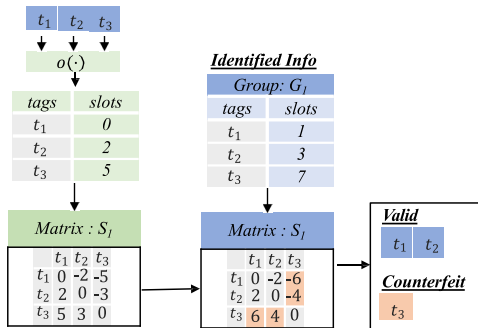 t₁ t₂ t₃
o(·)
tags slots
t₁ 0
t₂ 2
t₃ 5
Matrix : S_I
t₁ t₂ t₃
t₁ 0 -2 -5
t₂ 2 0 -3
t₃ 5 3 0
Identified Info
Group: G_I
tags slots
t₁ 1
t₂ 3
t₃ 7
Matrix : S_I
t₁ t₂ t₃
t₁ 0 -2 -6
t₂ 2 0 -4
t₃ 6 4 0
Valid
t₁ t₂
Counterfeit
t₃